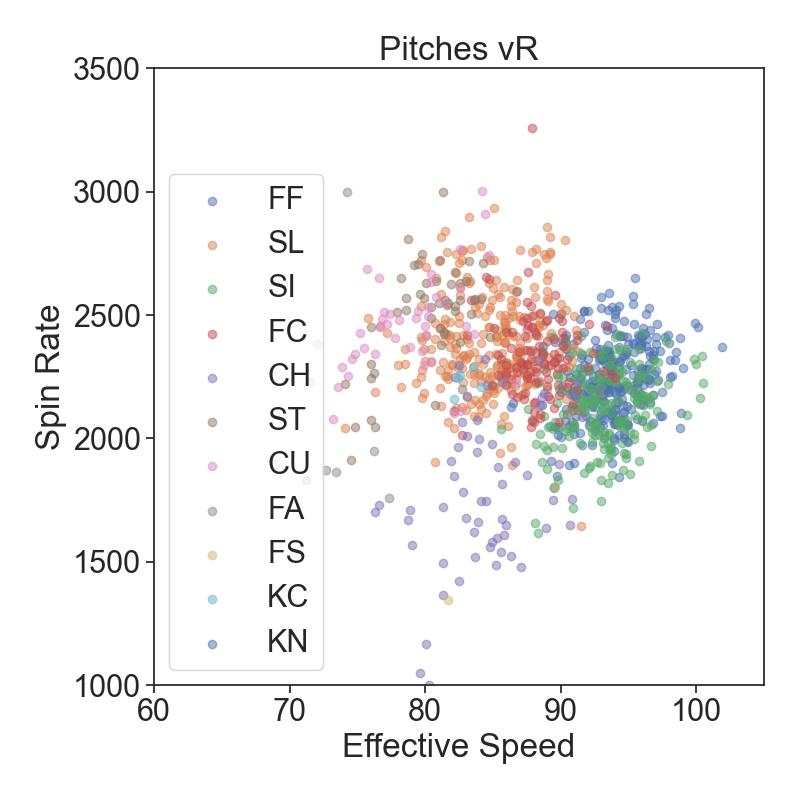 Pitches vR
3500
3000
2500
2000
1500
1000
Spin Rate
FF
SL
SI
FC
CH
ST
CU
FA
FS
KC
KN
60 70 80 90 100
Effective Speed